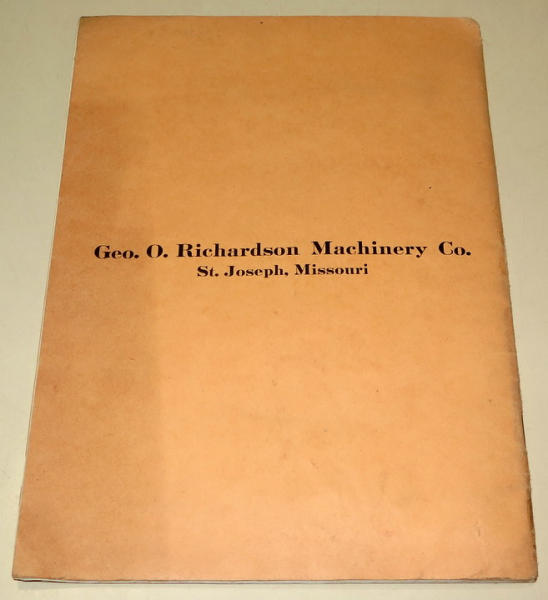 Geo. O. Richardson Machinery Co.
St. Joseph, Missouri